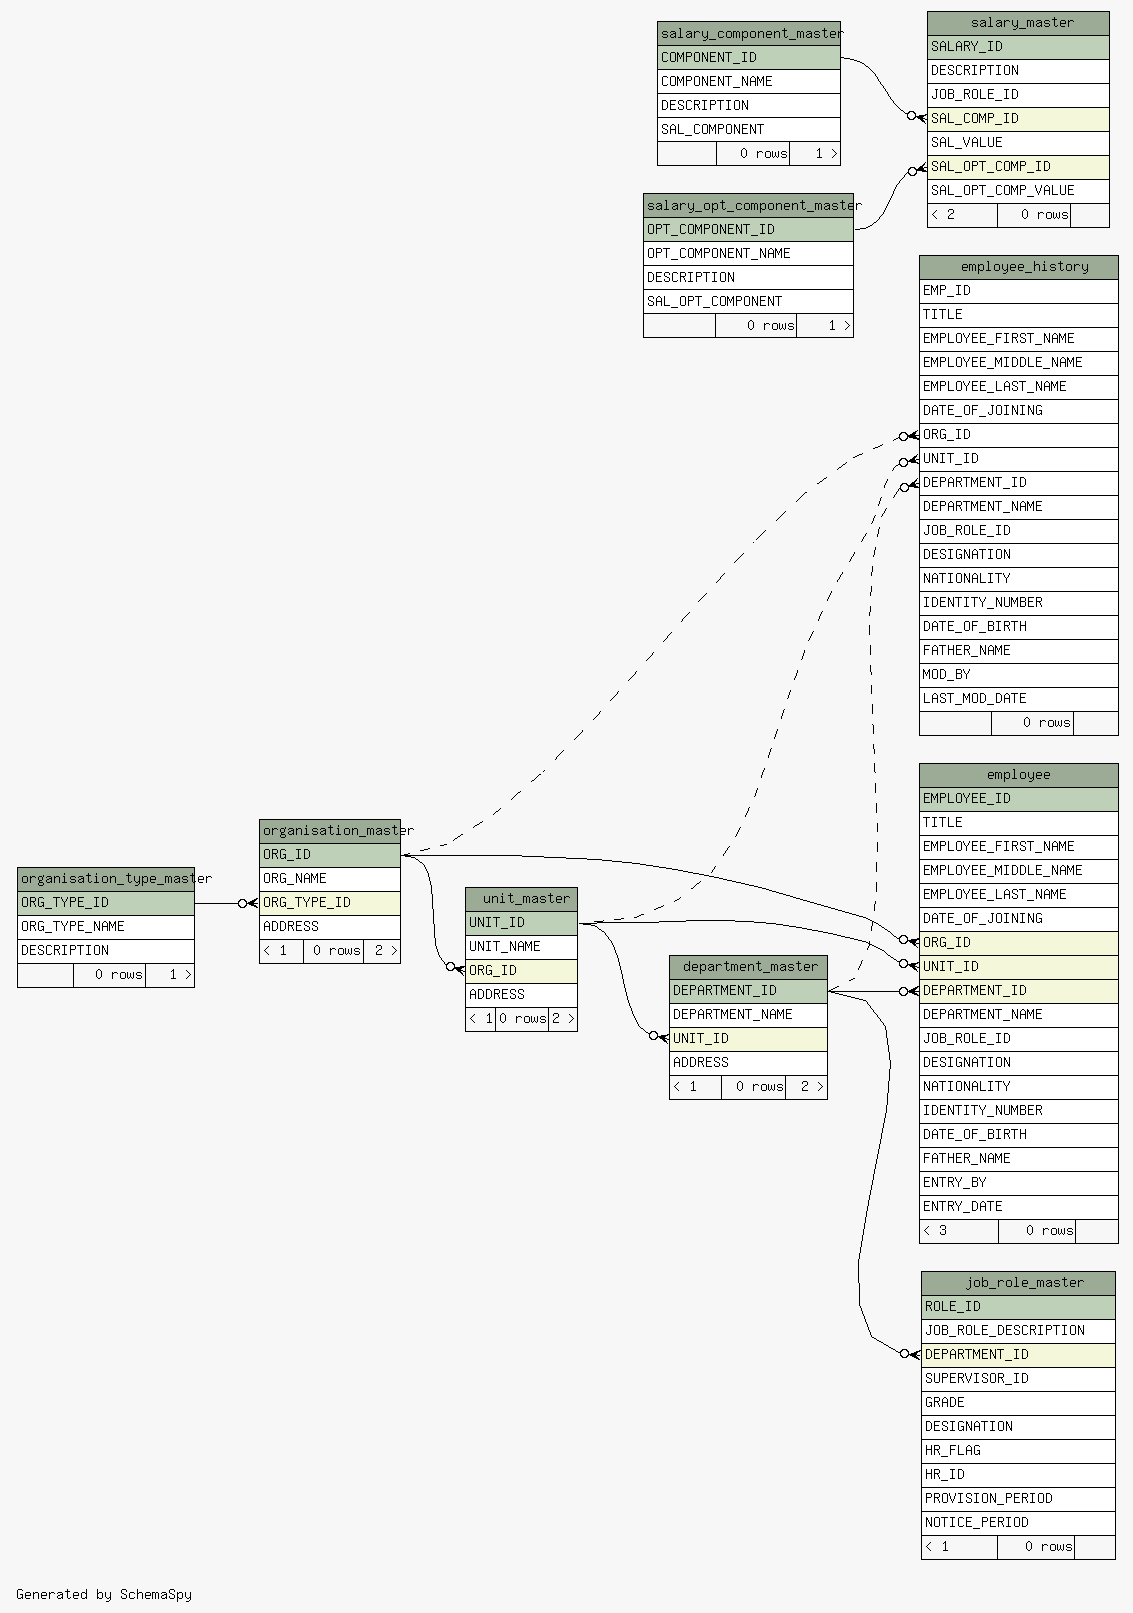 salary_component_master
COMPONENT_ID
COMPONENT_NAME
DESCRIPTION
SAL_COMPONENT
0 rows 1 >
salary_master
SALARY_ID
DESCRIPTION
JOB_ROLE_ID
SAL_COMP_ID
SAL_VALUE
SAL_OPT_COMP_ID
SAL_OPT_COMP_VALUE
< 2 0 rows
salary_opt_component_master
OPT_COMPONENT_ID
OPT_COMPONENT_NAME
DESCRIPTION
SAL_OPT_COMPONENT
0 rows 1 >
employee_history
EMP_ID
TITLE
EMPLOYEE_FIRST_NAME
EMPLOYEE_MIDDLE_NAME
EMPLOYEE_LAST_NAME
DATE_OF_JOINING
ORG_ID
UNIT_ID
DEPARTMENT_ID
DEPARTMENT_NAME
JOB_ROLE_ID
DESIGNATION
NATIONALITY
IDENTITY_NUMBER
DATE_OF_BIRTH
FATHER_NAME
MOD_BY
LAST_MOD_DATE
0 rows
organisation_type_master
ORG_TYPE_ID
ORG_TYPE_NAME
DESCRIPTION
0 rows 1 >
organisation_master
ORG_ID
ORG_NAME
ORG_TYPE_ID
ADDRESS
< 1 0 rows 2 >
unit_master
UNIT_ID
UNIT_NAME
ORG_ID
ADDRESS
< 1 0 rows 2 >
department_master
DEPARTMENT_ID
DEPARTMENT_NAME
UNIT_ID
ADDRESS
< 1 0 rows 2 >
employee
EMPLOYEE_ID
TITLE
EMPLOYEE_FIRST_NAME
EMPLOYEE_MIDDLE_NAME
EMPLOYEE_LAST_NAME
DATE_OF_JOINING
ORG_ID
UNIT_ID
DEPARTMENT_ID
DEPARTMENT_NAME
JOB_ROLE_ID
DESIGNATION
NATIONALITY
IDENTITY_NUMBER
DATE_OF_BIRTH
FATHER_NAME
ENTRY_BY
ENTRY_DATE
< 3 0 rows
job_role_master
ROLE_ID
JOB_ROLE_DESCRIPTION
DEPARTMENT_ID
SUPERVISOR_ID
GRADE
DESIGNATION
HR_FLAG
HR_ID
PROVISION_PERIOD
NOTICE_PERIOD
< 1 0 rows
Generated by SchemaSpy